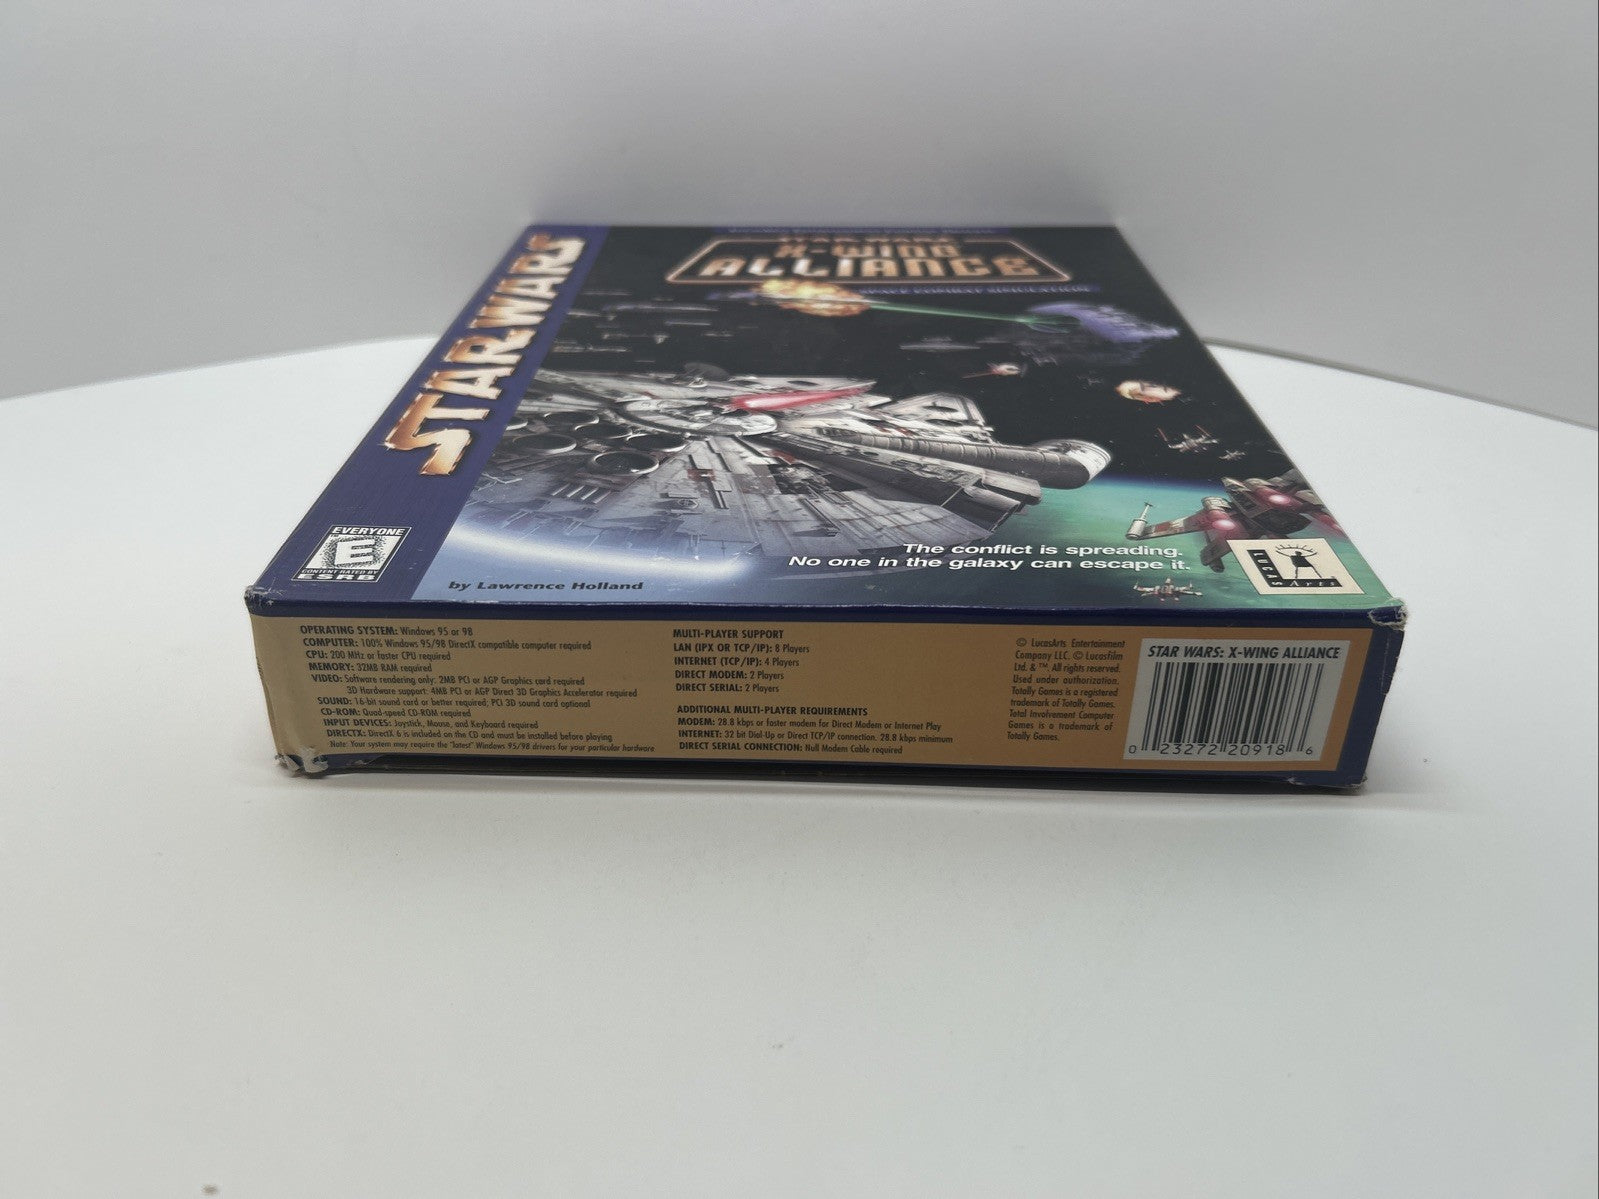 STAR WARS
X-WING
ALLIANCE
SPACE COMBAT SIMULATION
STAR WARS
EVERYONE
E
CONTENT RATED BY
ESRB
by Lawrence Holland
The conflict is spreading.
No one in the galaxy can escape it.
LUCAS
Arts
OPERATING SYSTEM: Windows 95 or 98
COMPUTER: 100% Windows 95/98 DirectX compatible computer required
CPU: 200 MHz or faster CPU required
MEMORY: 32MB RAM required
VIDEO: Software rendering only: 2MB PCI or AGP Graphics card required
3D Hardware support: 4MB PCI or AGP Direct 3D Graphics Accelerator required
SOUND: 16-bit sound card or better required; PCI 3D sound card optional
CD-ROM: Quad-speed CD-ROM required
INPUT DEVICES: Joystick, Mouse, and Keyboard required
DIRECTX: DirectX 6 is included on the CD and must be installed before playing
Note: Your system may require the "latest" Windows 95/98 drivers for your particular hardware
MULTI-PLAYER SUPPORT
LAN (IPX OR TCP/IP): 8 Players
INTERNET (TCP/IP): 4 Players
DIRECT MODEM: 2 Players
DIRECT SERIAL: 2 Players
ADDITIONAL MULTI-PLAYER REQUIREMENTS
MODEM: 28.8 kbps or faster modem for Direct Modem or Internet Play
INTERNET: 32 bit Dial-Up or Direct TCP/IP connection. 28.8 kbps minimum
DIRECT SERIAL CONNECTION: Null Modem Cable required
© LucasArts Entertainment
Company LLC. © Lucasfilm
Ltd. & ™. All rights reserved.
Used under authorization.
Totally Games is a registered
trademark of Totally Games.
Total Involvement Computer
Games is a trademark of
Totally Games.
STAR WARS: X-WING ALLIANCE
0 23272 20918 6